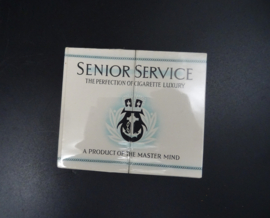 SENIOR SERVICE
THE PERFECTION OF CIGARETTE LUXURY
A PRODUCT OF THE MASTER MIND